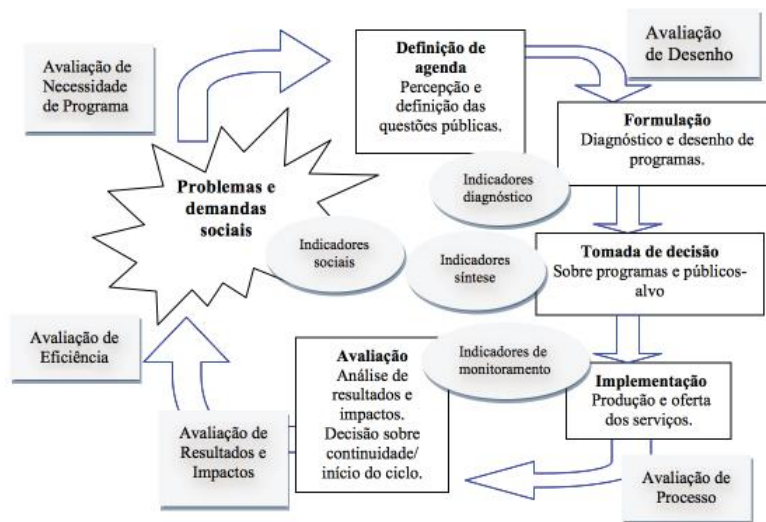 Avaliação de
Necessidade
de Programa
Definição de
agenda
Percepção e
definição das
questões públicas.
Avaliação
de Desenho
Formulação
Diagnóstico e desenho de
programas.
Problemas e
demandas
sociais
Indicadores
diagnóstico
Indicadores
sociais
Indicadores
síntese
Tomada de decisão
Sobre programas e públicos-
alvo
Avaliação de
Eficiência
Avaliação
Análise de
resultados e
impactos.
Decisão sobre
continuidade/
início do ciclo.
Indicadores de
monitoramento
Implementação
Produção e oferta
dos serviços.
Avaliação de
Resultados e
Impactos
Avaliação de
Processo